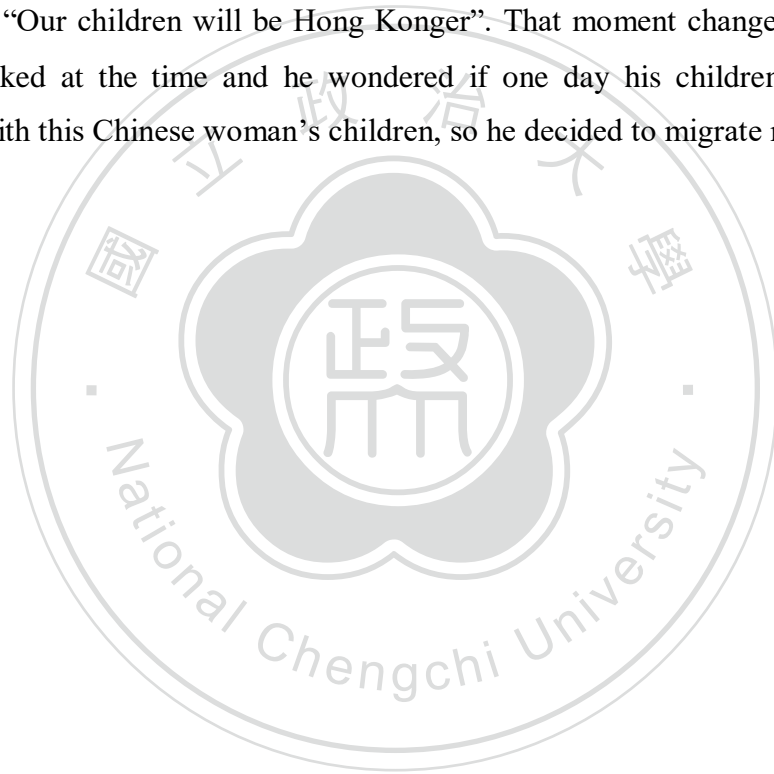 “Our children will be Hong Konger”. That moment change
ked at the time and he wondered if one day his children
ith this Chinese woman’s children, so he decided to migrate
國立政治大學
政
National Chengchi University